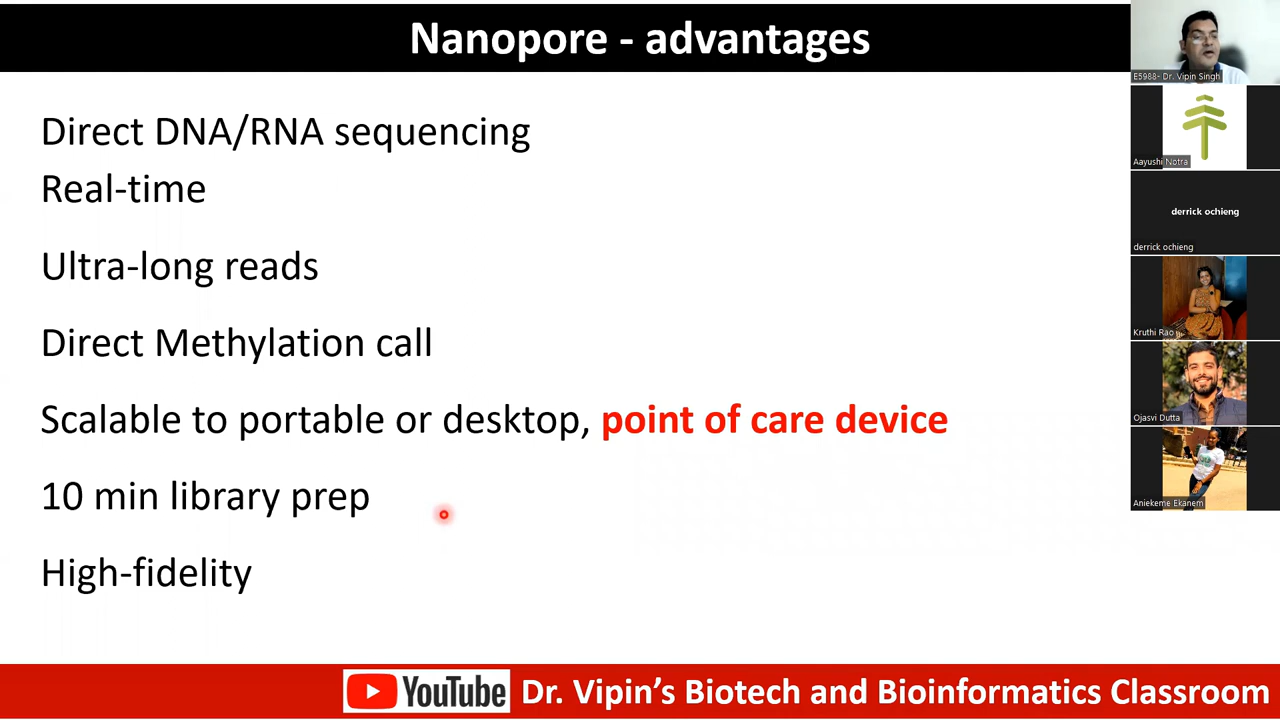 Nanopore - advantages
Direct DNA/RNA sequencing
Real-time
Ultra-long reads
Direct Methylation call
Scalable to portable or desktop, point of care device
10 min library prep
High-fidelity
E5988- Dr. Vipin Singh
Aayushi Notra
derrick ochieng
derrick ochieng
Kruthi Rao
Ojasvi Dutta
Aniekeme Ekanem
YouTube Dr. Vipin's Biotech and Bioinformatics Classroom